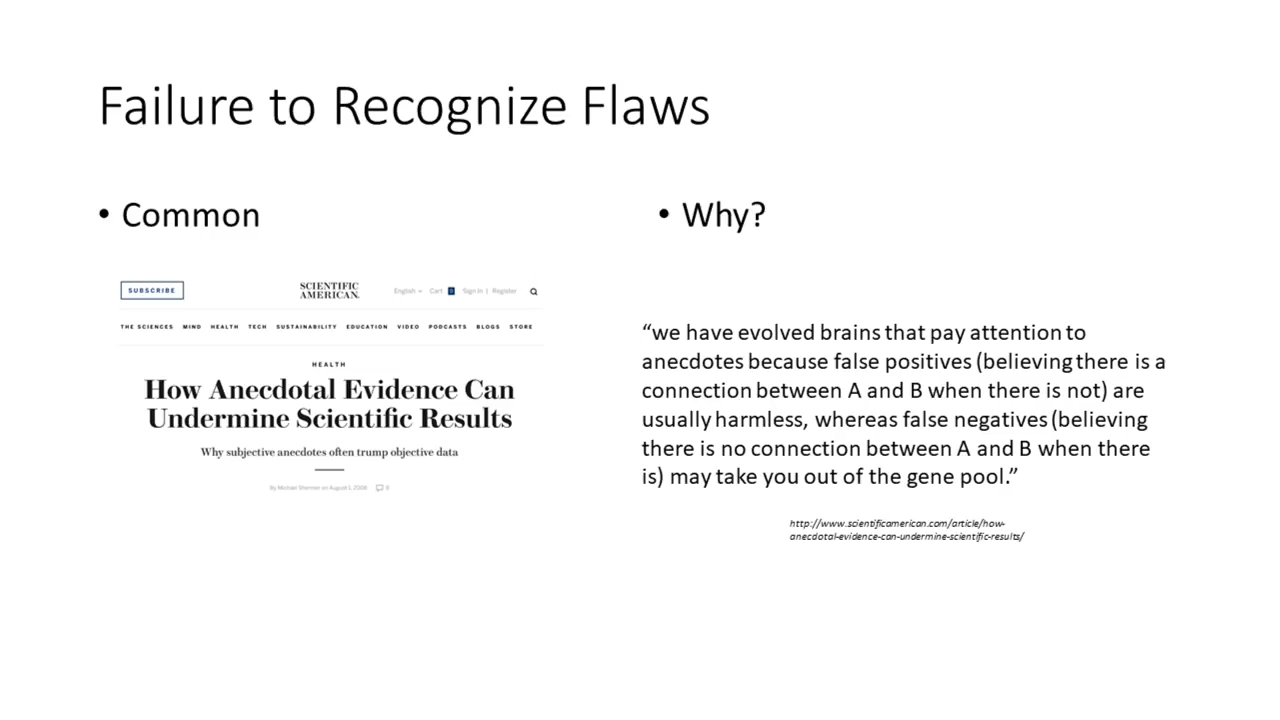 Failure to Recognize Flaws
• Common
SUBSCRIBE
SCIENTIFIC
AMERICAN.
English
Cart
0
Sign In | Register
THE SCIENCES MIND HEALTH TECH SUSTAINABILITY EDUCATION VIDEO PODCASTS BLOGS STORE
HEALTH
How Anecdotal Evidence Can
Undermine Scientific Results
Why subjective anecdotes often trump objective data
By Michael Shermer on August 1, 2008
• Why?
“we have evolved brains that pay attention to
anecdotes because false positives (believing there is a
connection between A and B when there is not) are
usually harmless, whereas false negatives (believing
there is no connection between A and B when there
is) may take you out of the gene pool.”
http://www.scientificamerican.com/article/how-
anecdotal-evidence-can-undermine-scientific-results/